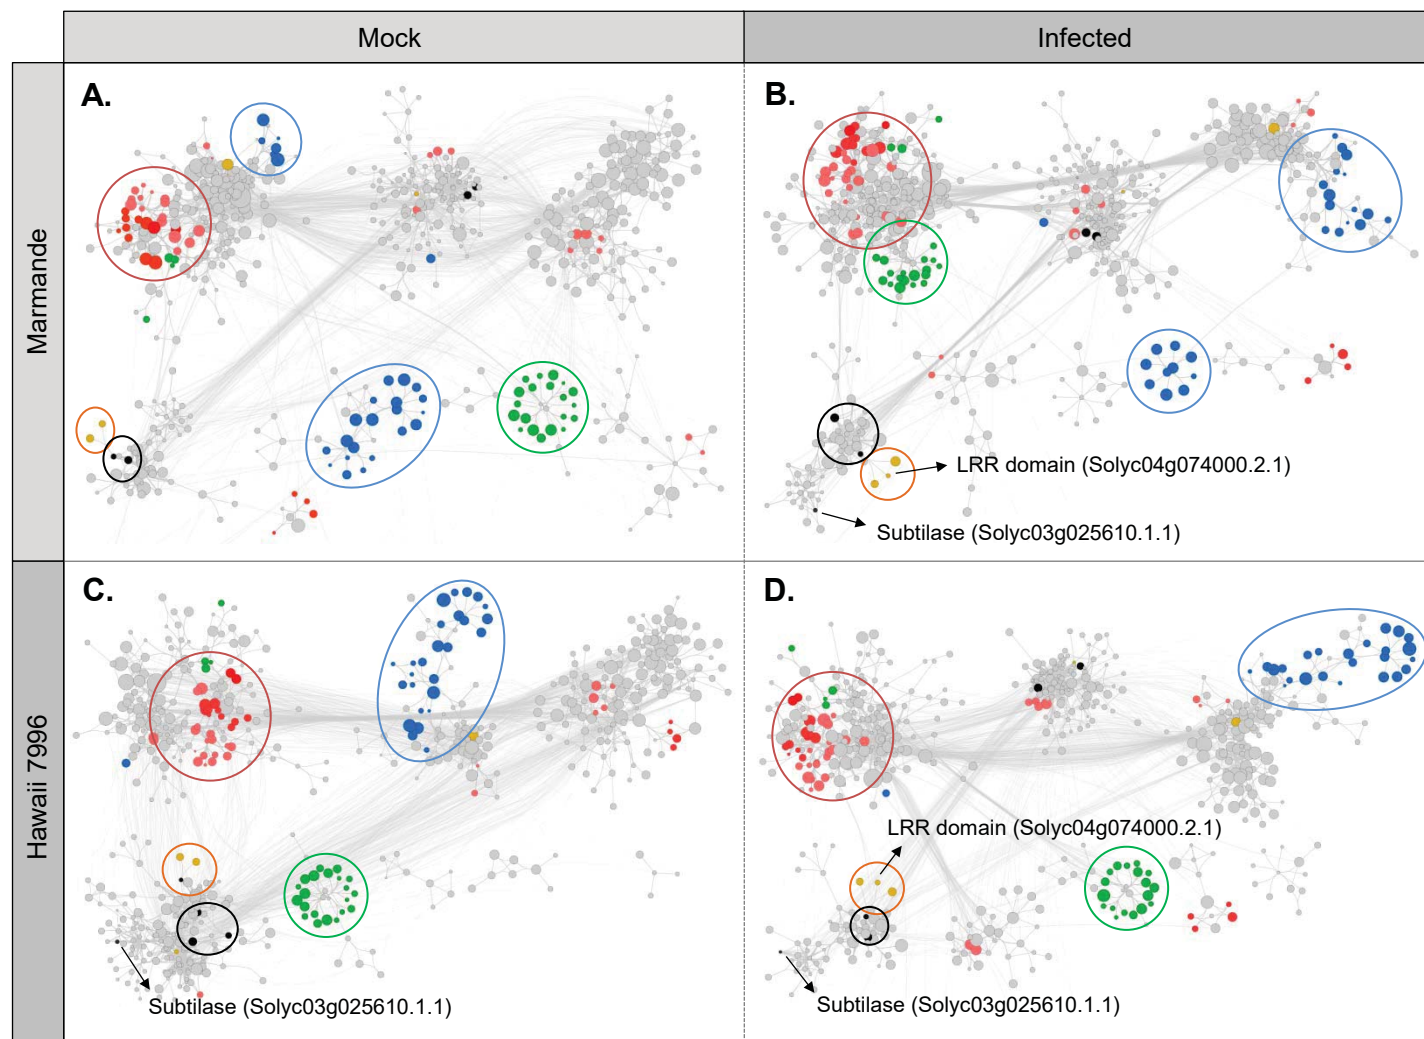 Mock
Infected
Marmande
A.
B.
LRR domain (Solyc04g074000.2.1)
Subtilase (Solyc03g025610.1.1)
Hawaii 7996
C.
D.
LRR domain (Solyc04g074000.2.1)
Subtilase (Solyc03g025610.1.1)
Subtilase (Solyc03g025610.1.1)